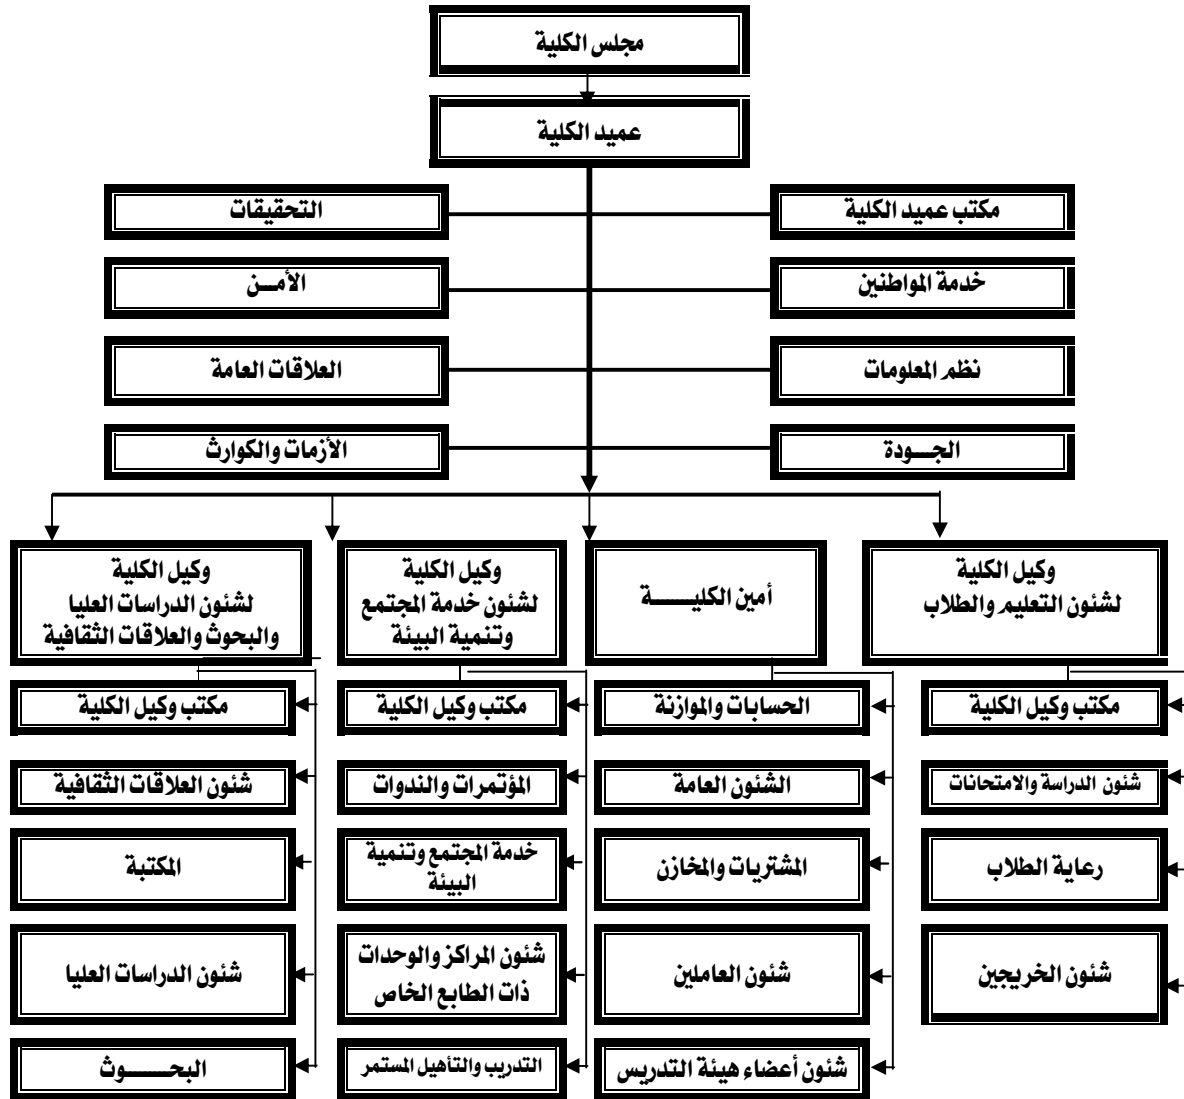 مجلس الكلية
عميد الكلية
مكتب عميد الكلية
التحقيقات
خدمة المواطنين
الأمــن
نظم المعلومات
العلاقات العامة
الجـــودة
الأزمات والكوارث
وكيل الكلية
لشئون التعليم والطلاب
أمين الكليـــــة
وكيل الكلية
لشئون خدمة المجتمع
وتنمية البيئة
وكيل الكلية
لشئون الدراسات العليا
والبحوث والعلاقات الثقافية
مكتب وكيل الكلية
شئون الدراسة والامتحانات
رعاية الطلاب
شئون الخريجين
الحسابات والموازنة
الشئون العامة
المشتريات والمخازن
شئون العاملين
شئون أعضاء هيئة التدريس
مكتب وكيل الكلية
المؤتمرات والندوات
خدمة المجتمع وتنمية
البيئة
شئون المراكز والوحدات
ذات الطابع الخاص
التدريب والتأهيل المستمر
مكتب وكيل الكلية
شئون العلاقات الثقافية
المكتبة
شئون الدراسات العليا
البحـــــوث